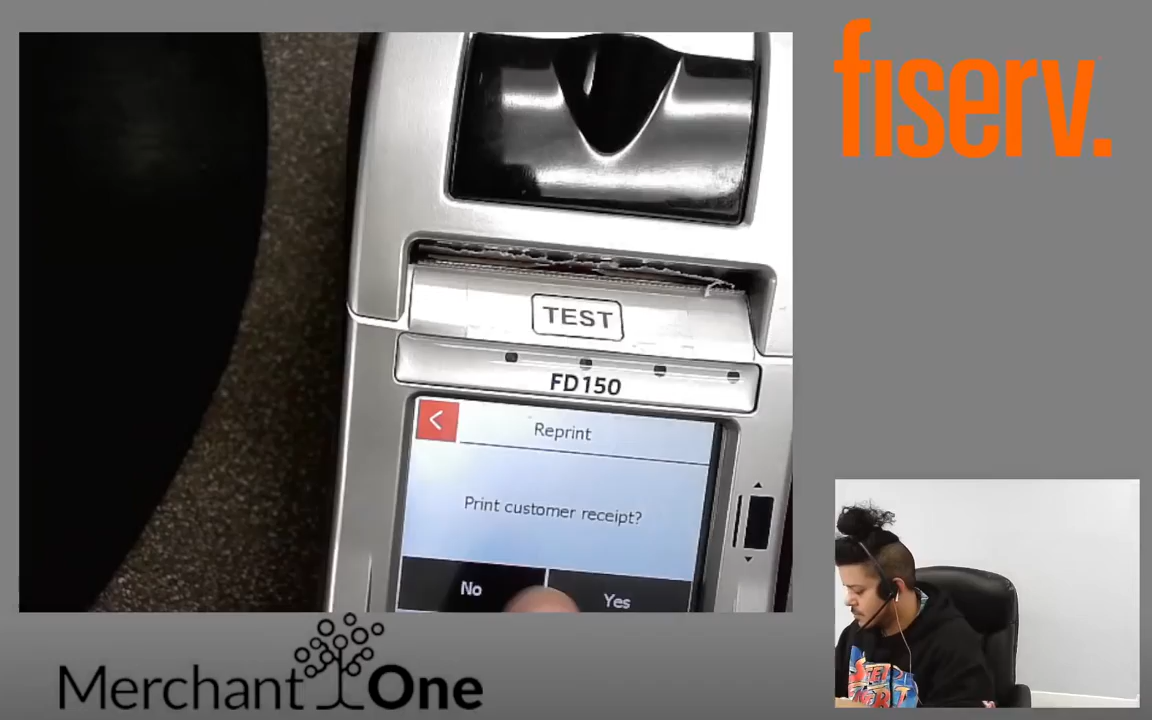 fiserv.
TEST
FD150
Reprint
Print customer receipt?
No
Yes
Merchant One